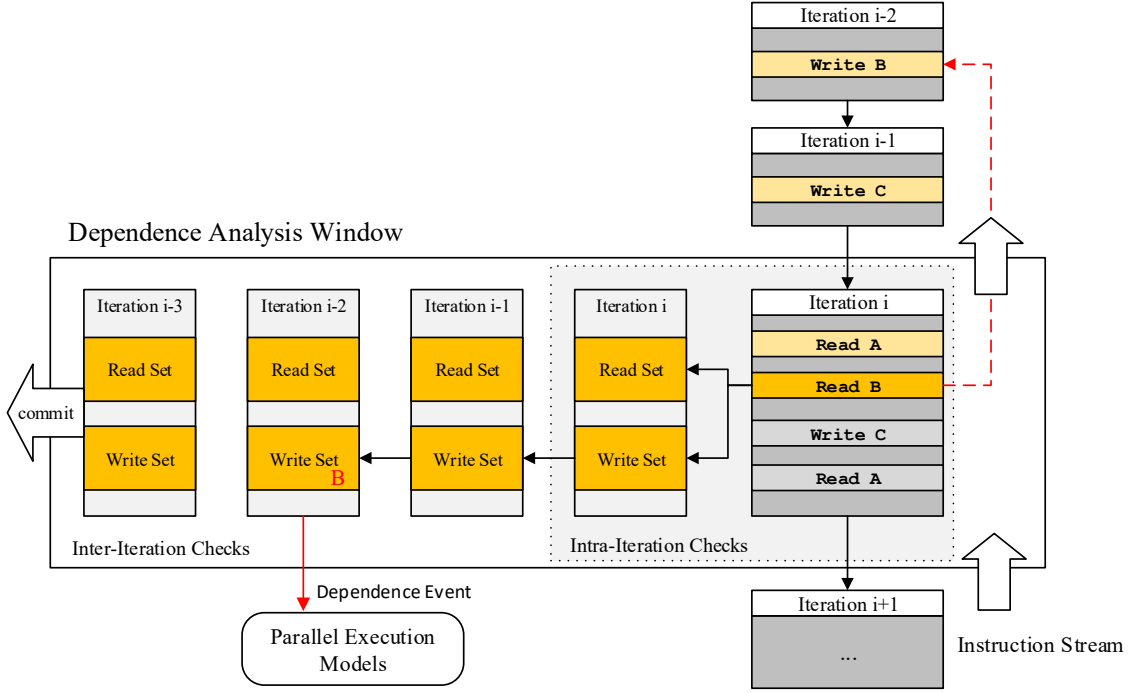 Iteration i-2
Write B
Iteration i-1
Write C
Dependence Analysis Window
Iteration i-3
Read Set
Write Set
commit
Iteration i-2
Read Set
Write Set
B
Iteration i-1
Read Set
Write Set
Iteration i
Read Set
Write Set
Iteration i
Read A
Read B
Write C
Read A
Inter-Iteration Checks
Intra-Iteration Checks
Dependence Event
Parallel Execution
Models
Iteration i+1
...
Instruction Stream